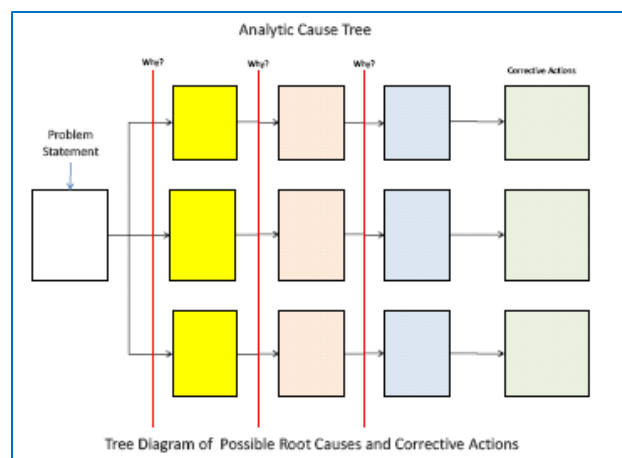 Analytic Cause Tree
Why?
Why?
Why?
Corrective Actions
Problem
Statement
Tree Diagram of Possible Root Causes and Corrective Actions